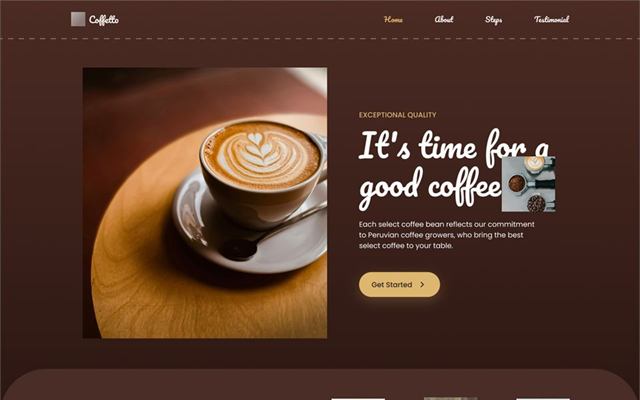 Coffetto
Home
About
Steps
Testimonial
EXCEPTIONAL QUALITY
It's time for a
good coffee
Each select coffee bean reflects our commitment
to Peruvian coffee growers, who bring the best
select coffee to your table.
Get Started